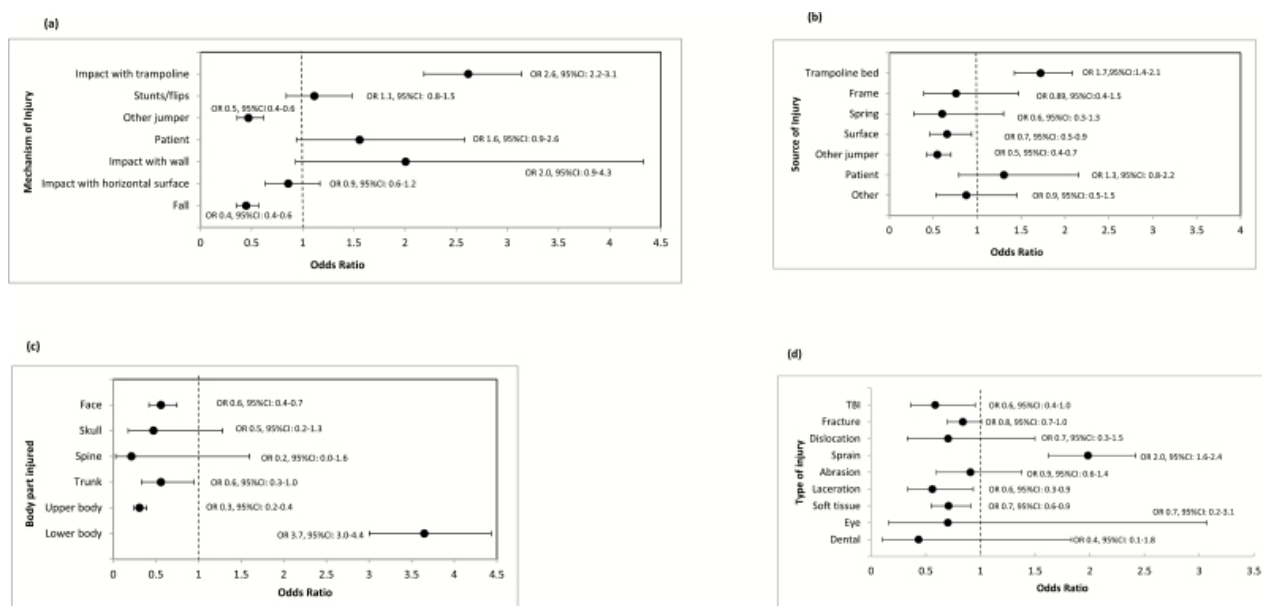 (a)
Mechanism of Injury
Impact with trampoline
OR 2.6, 95%CI: 2.2-3.1
Stunts/flips
OR 1.1, 95%CI: 0.8-1.5
OR 0.5, 95%CI 0.4-0.6
Other jumper
Patient
OR 1.6, 95%CI: 0.9-2.6
Impact with wall
OR 2.0, 95%CI: 0.9-4.3
Impact with horizontal surface
OR 0.9, 95%CI: 0.6-1.2
Fall
OR 0.4, 95%CI: 0.4-0.6
0 0.5 1 1.5 2 2.5 3 3.5 4 4.5
Odds Ratio
(b)
Source of Injury
Trampoline bed
OR 1.7,95%CI:1.4-2.1
Frame
OR 0.89, 95%CI:0.4-1.5
Spring
OR 0.6, 95%CI: 0.3-1.3
Surface
OR 0.7, 95%CI: 0.5-0.9
Other jumper
OR 0.5, 95%CI: 0.4-0.7
Patient
OR 1.3, 95%CI: 0.8-2.2
Other
OR 0.9, 95%CI: 0.5-1.5
0 0.5 1 1.5 2 2.5 3 3.5 4
Odds Ratio
(c)
Body part injured
Face
OR 0.6, 95%CI: 0.4-0.7
Skull
OR 0.5, 95%CI: 0.2-1.3
Spine
OR 0.2, 95%CI: 0.0-1.6
Trunk
OR 0.6, 95%CI: 0.3-1.0
Upper body
OR 0.3, 95%CI: 0.2-0.4
Lower body
OR 3.7, 95%CI: 3.0-4.4
0 0.5 1 1.5 2 2.5 3 3.5 4 4.5
Odds Ratio
(d)
Type of injury
TBI
OR 0.6, 95%CI: 0.4-1.0
Fracture
OR 0.8, 95%CI: 0.7-1.0
Dislocation
OR 0.7, 95%CI: 0.3-1.5
Sprain
OR 2.0, 95%CI: 1.6-2.4
Abrasion
OR 0.9, 95%CI: 0.6-1.4
Laceration
OR 0.6, 95%CI: 0.3-0.9
Soft tissue
OR 0.7, 95%CI: 0.6-0.9
Eye
OR 0.7, 95%CI: 0.2-3.1
Dental
OR 0.4, 95%CI: 0.1-1.8
0 0.5 1 1.5 2 2.5 3 3.5
Odds Ratio